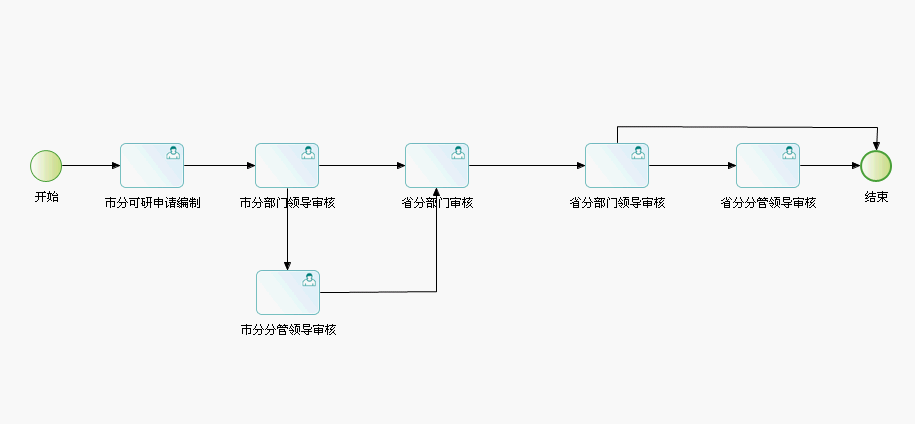 开始
市分可研申请编制
市分部门领导审核
省分部门审核
省分部门领导审核
省分分管领导审核
结束
市分分管领导审核